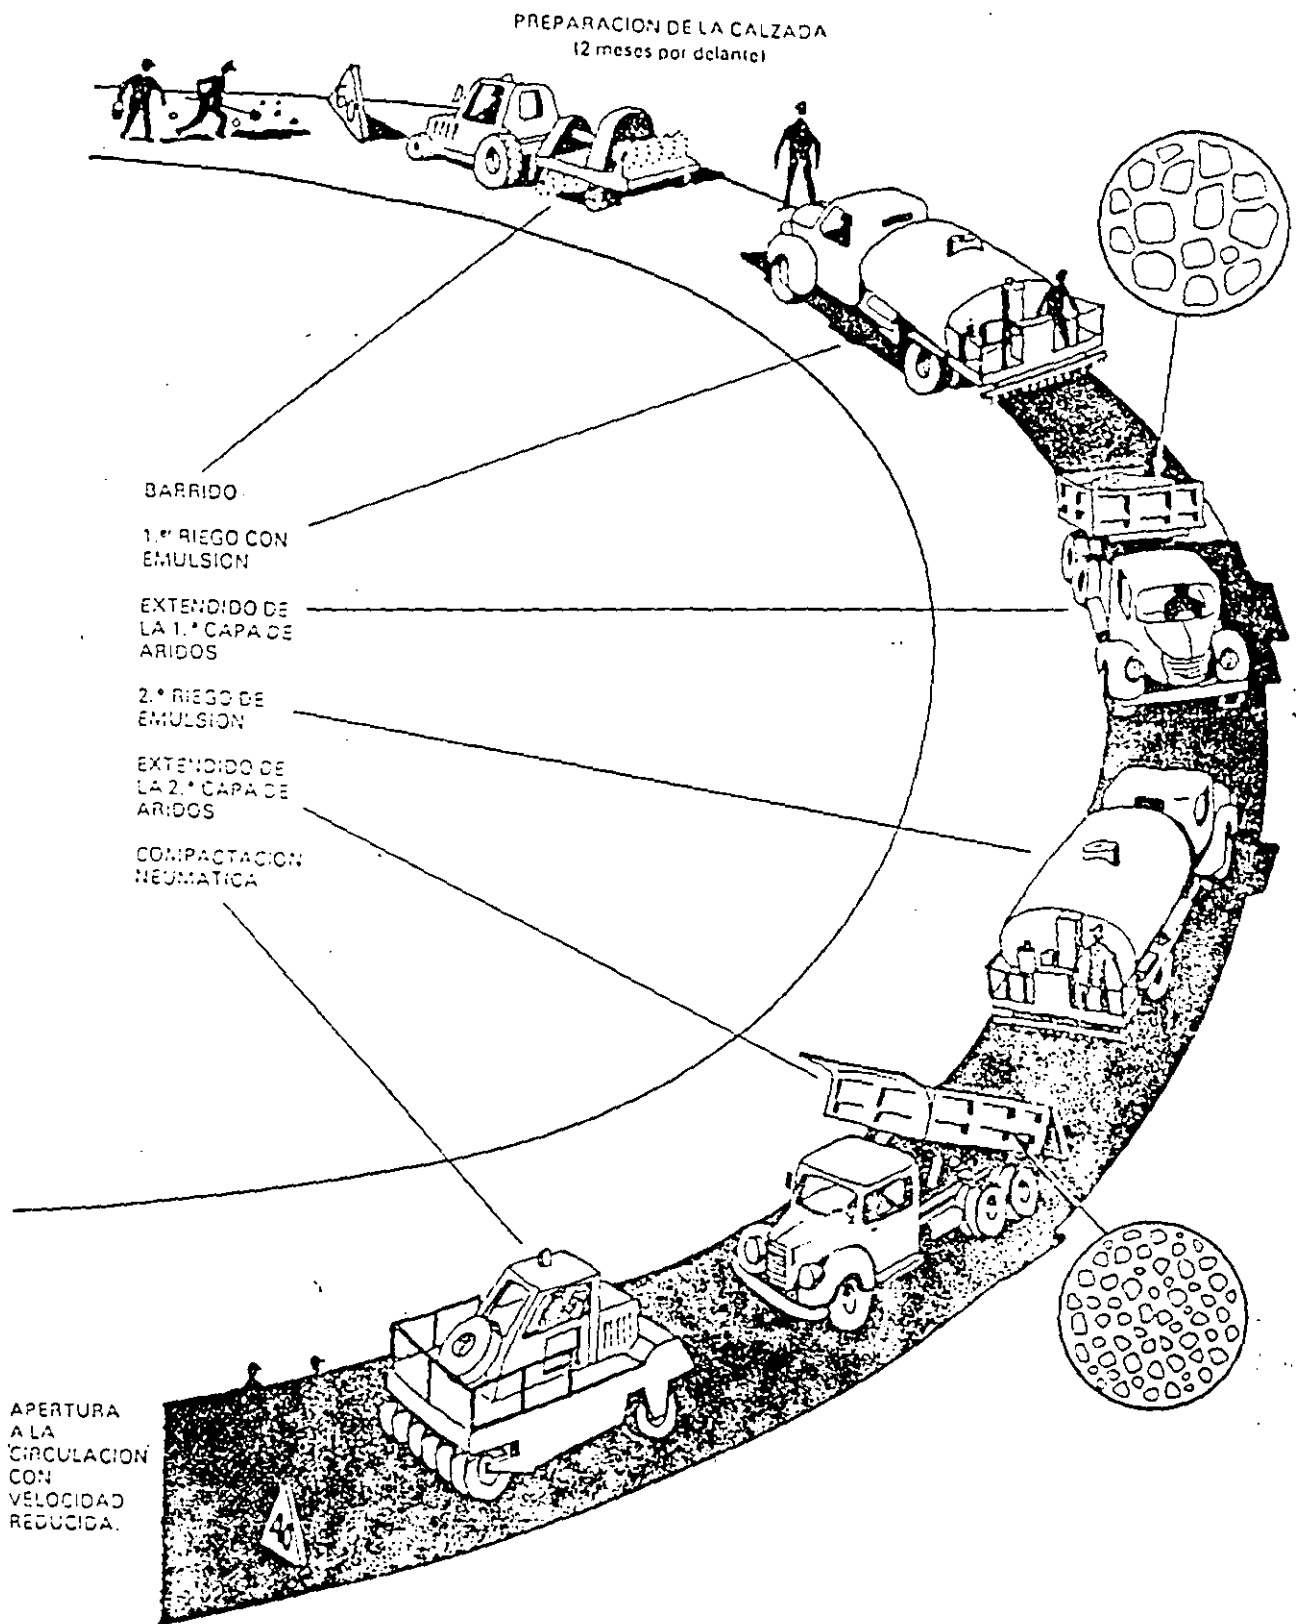 PREPARACION DE LA CALZADA
(2 meses por delante)
BARRIDO
1.er RIEGO CON
EMULSION
EXTENDIDO DE
LA 1.ª CAPA DE
ARIDOS
2.º RIEGO DE
EMULSION
EXTENDIDO DE
LA 2.ª CAPA DE
ARIDOS
COMPACTACION
NEUMATICA
APERTURA
A LA
CIRCULACION
CON
VELOCIDAD
REDUCIDA.